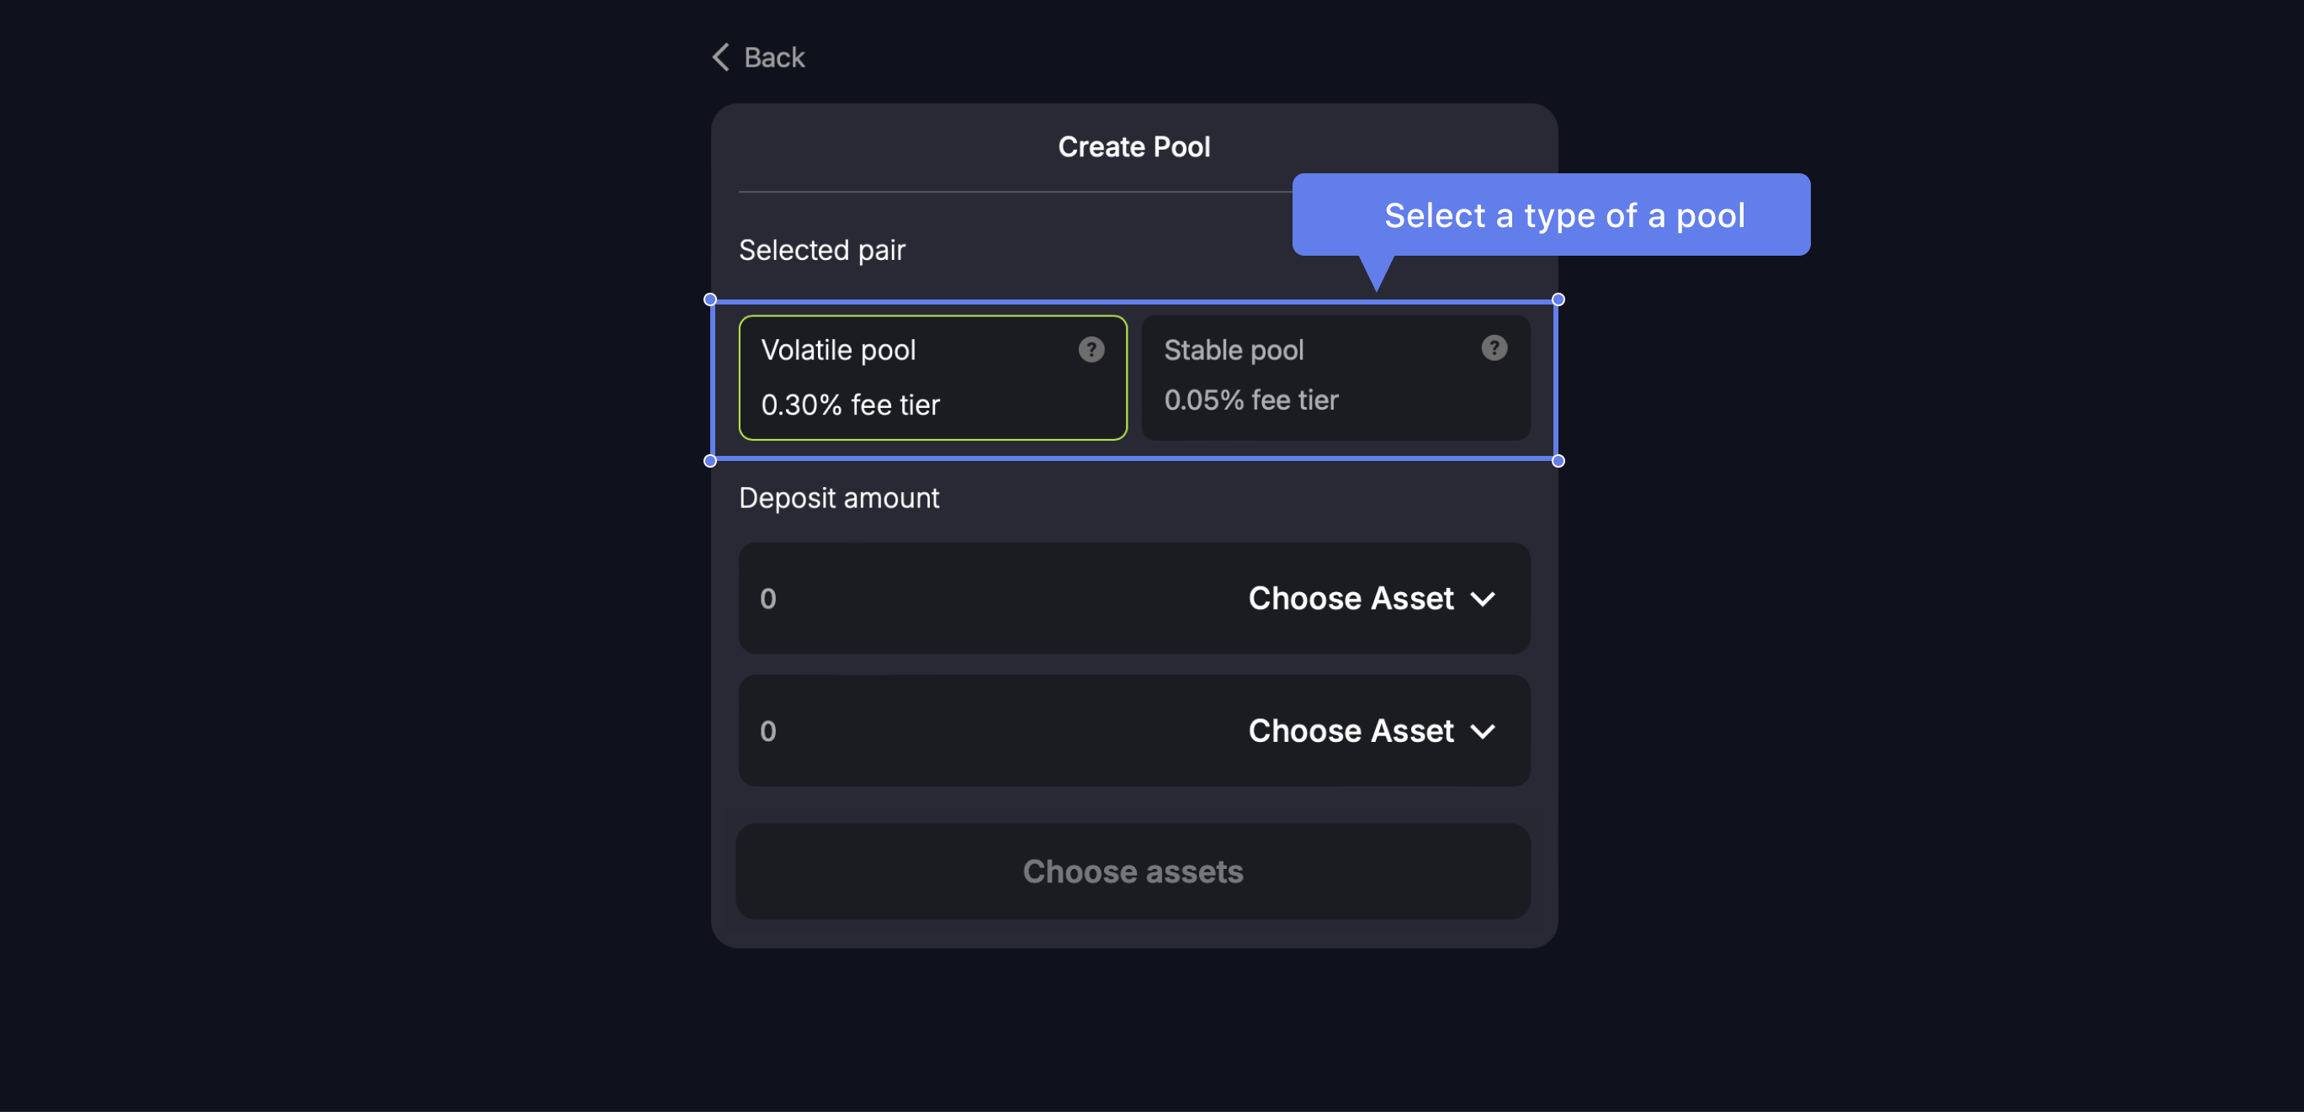 Back
Create Pool
Select a type of a pool
Selected pair
Volatile pool ?
0.30% fee tier
Stable pool ?
0.05% fee tier
Deposit amount
0 Choose Asset
0 Choose Asset
Choose assets